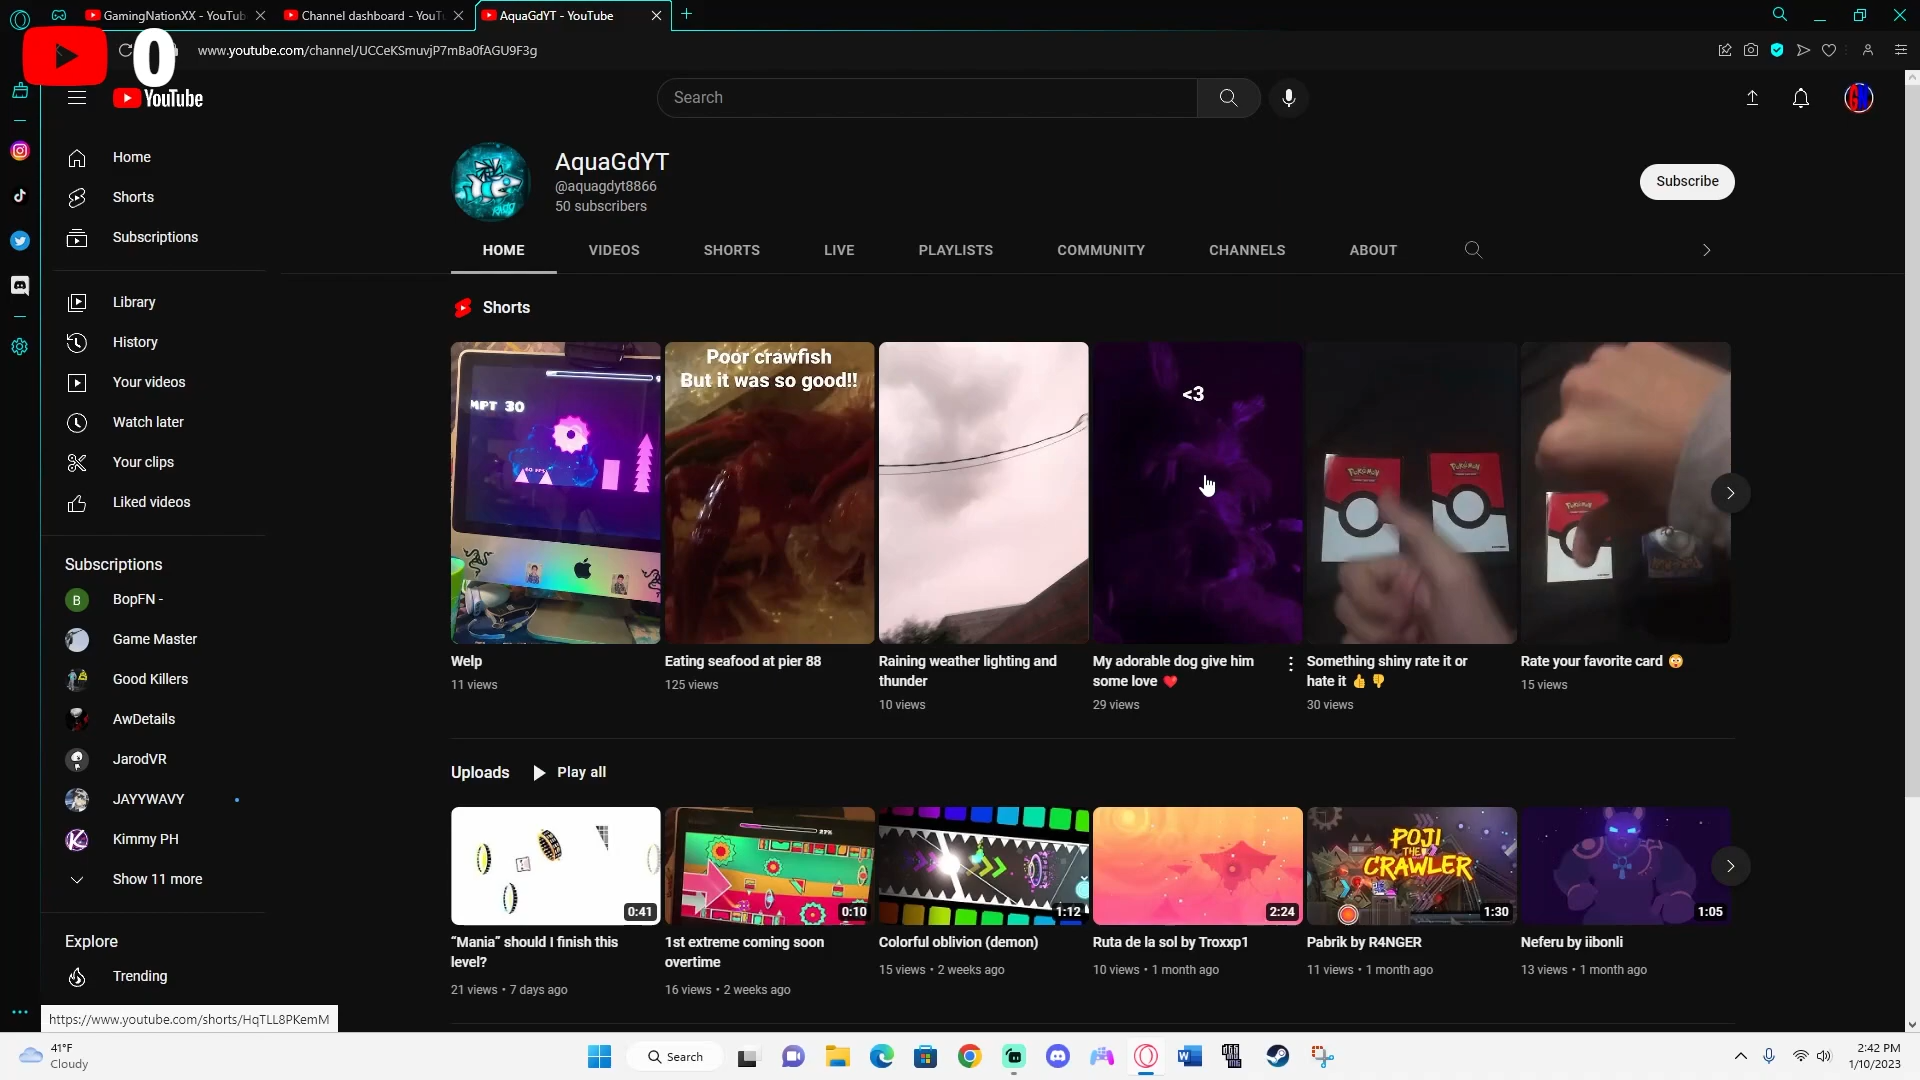 GamingNationXX - YouTub
Channel dashboard - YouT
AquaGdYT - YouTube
0
www.youtube.com/channel/UCCeKSmuvjP7mBa0fAGU9F3g
YouTube
Search
Home
Shorts
Subscriptions
Library
History
Your videos
Watch later
Your clips
Liked videos
Subscriptions
B
BopFN -
Game Master
Good Killers
AwDetails
JarodVR
JAYYWAVY
Kimmy PH
Show 11 more
Explore
Trending
https://www.youtube.com/shorts/HqTLL8PKemM
AquaGdYT
@aquagdyt8866
50 subscribers
Subscribe
HOME
VIDEOS
SHORTS
LIVE
PLAYLISTS
COMMUNITY
CHANNELS
ABOUT
Shorts
MPT 30
Poor crawfish
But it was so good!!
<3
POKéMON
POKéMON
POKéMON
Welp
11 views
Eating seafood at pier 88
125 views
Raining weather lighting and
thunder
10 views
My adorable dog give him
some love ❤️
29 views
Something shiny rate it or
hate it 👍👎
30 views
Rate your favorite card 😳
15 views
Uploads
Play all
0:41
0:10
1:12
2:24
POJI
THE
CRAWLER
1:30
1:05
“Mania” should I finish this
level?
21 views • 7 days ago
1st extreme coming soon
overtime
16 views • 2 weeks ago
Colorful oblivion (demon)
15 views • 2 weeks ago
Ruta de la sol by Troxxp1
10 views • 1 month ago
Pabrik by R4NGER
11 views • 1 month ago
Neferu by iibonli
13 views • 1 month ago
41°F
Cloudy
Search
2:42 PM
1/10/2023